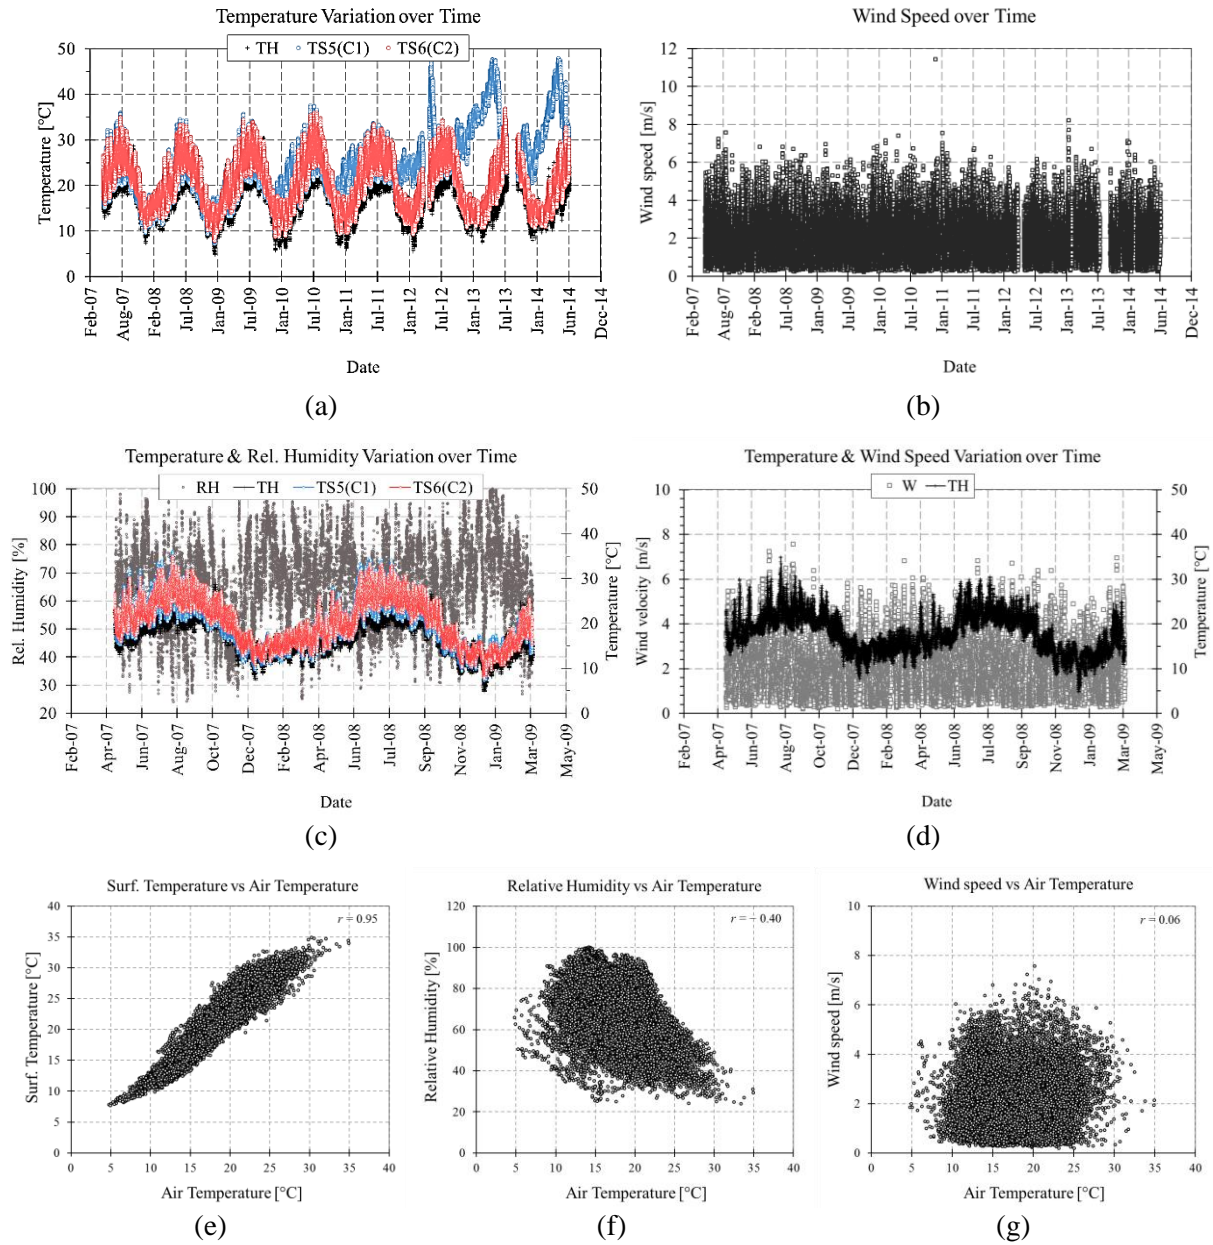 Temperature Variation over Time
TH TS5(C1) TS6(C2)
Temperature [°C]
50
40
30
20
10
0
Feb-07 Aug-07 Feb-08 Jul-08 Jan-09 Jul-09 Jan-10 Jul-10 Jan-11 Jul-11 Jan-12 Jul-12 Jan-13 Jul-13 Jan-14 Jun-14 Dec-14
Date
(a)
Wind Speed over Time
Wind speed [m/s]
12
10
8
6
4
2
0
Feb-07 Aug-07 Feb-08 Jul-08 Jan-09 Jul-09 Jan-10 Jul-10 Jan-11 Jul-11 Jan-12 Jul-12 Jan-13 Jul-13 Jan-14 Jun-14 Dec-14
Date
(b)
Temperature & Rel. Humidity Variation over Time
RH TH TS5(C1) TS6(C2)
Rel. Humidity [%]
100
90
80
70
60
50
40
30
20
50
40
30
20
10
0
Temperature [°C]
Feb-07 Apr-07 Jun-07 Aug-07 Oct-07 Dec-07 Feb-08 Apr-08 Jul-08 Sep-08 Nov-08 Jan-09 Mar-09 May-09
Date
(c)
Temperature & Wind Speed Variation over Time
W TH
Wind velocity [m/s]
10
8
6
4
2
0
50
40
30
20
10
0
Temperature [°C]
Feb-07 Apr-07 Jun-07 Aug-07 Oct-07 Dec-07 Feb-08 Apr-08 Jun-08 Sep-08 Nov-08 Jan-09 Mar-09 May-09
Date
(d)
Surf. Temperature vs Air Temperature
r = 0.95
Surf. Temperature [°C]
40
35
30
25
20
15
10
5
0
0 5 10 15 20 25 30 35 40
Air Temperature [°C]
(e)
Relative Humidity vs Air Temperature
r = - 0.40
Relative Humidity [%]
120
100
80
60
40
20
0
0 5 10 15 20 25 30 35 40
Air Temperature [°C]
(f)
Wind speed vs Air Temperature
r = 0.06
Wind speed [m/s]
10
8
6
4
2
0
0 5 10 15 20 25 30 35 40
Air Temperature [°C]
(g)